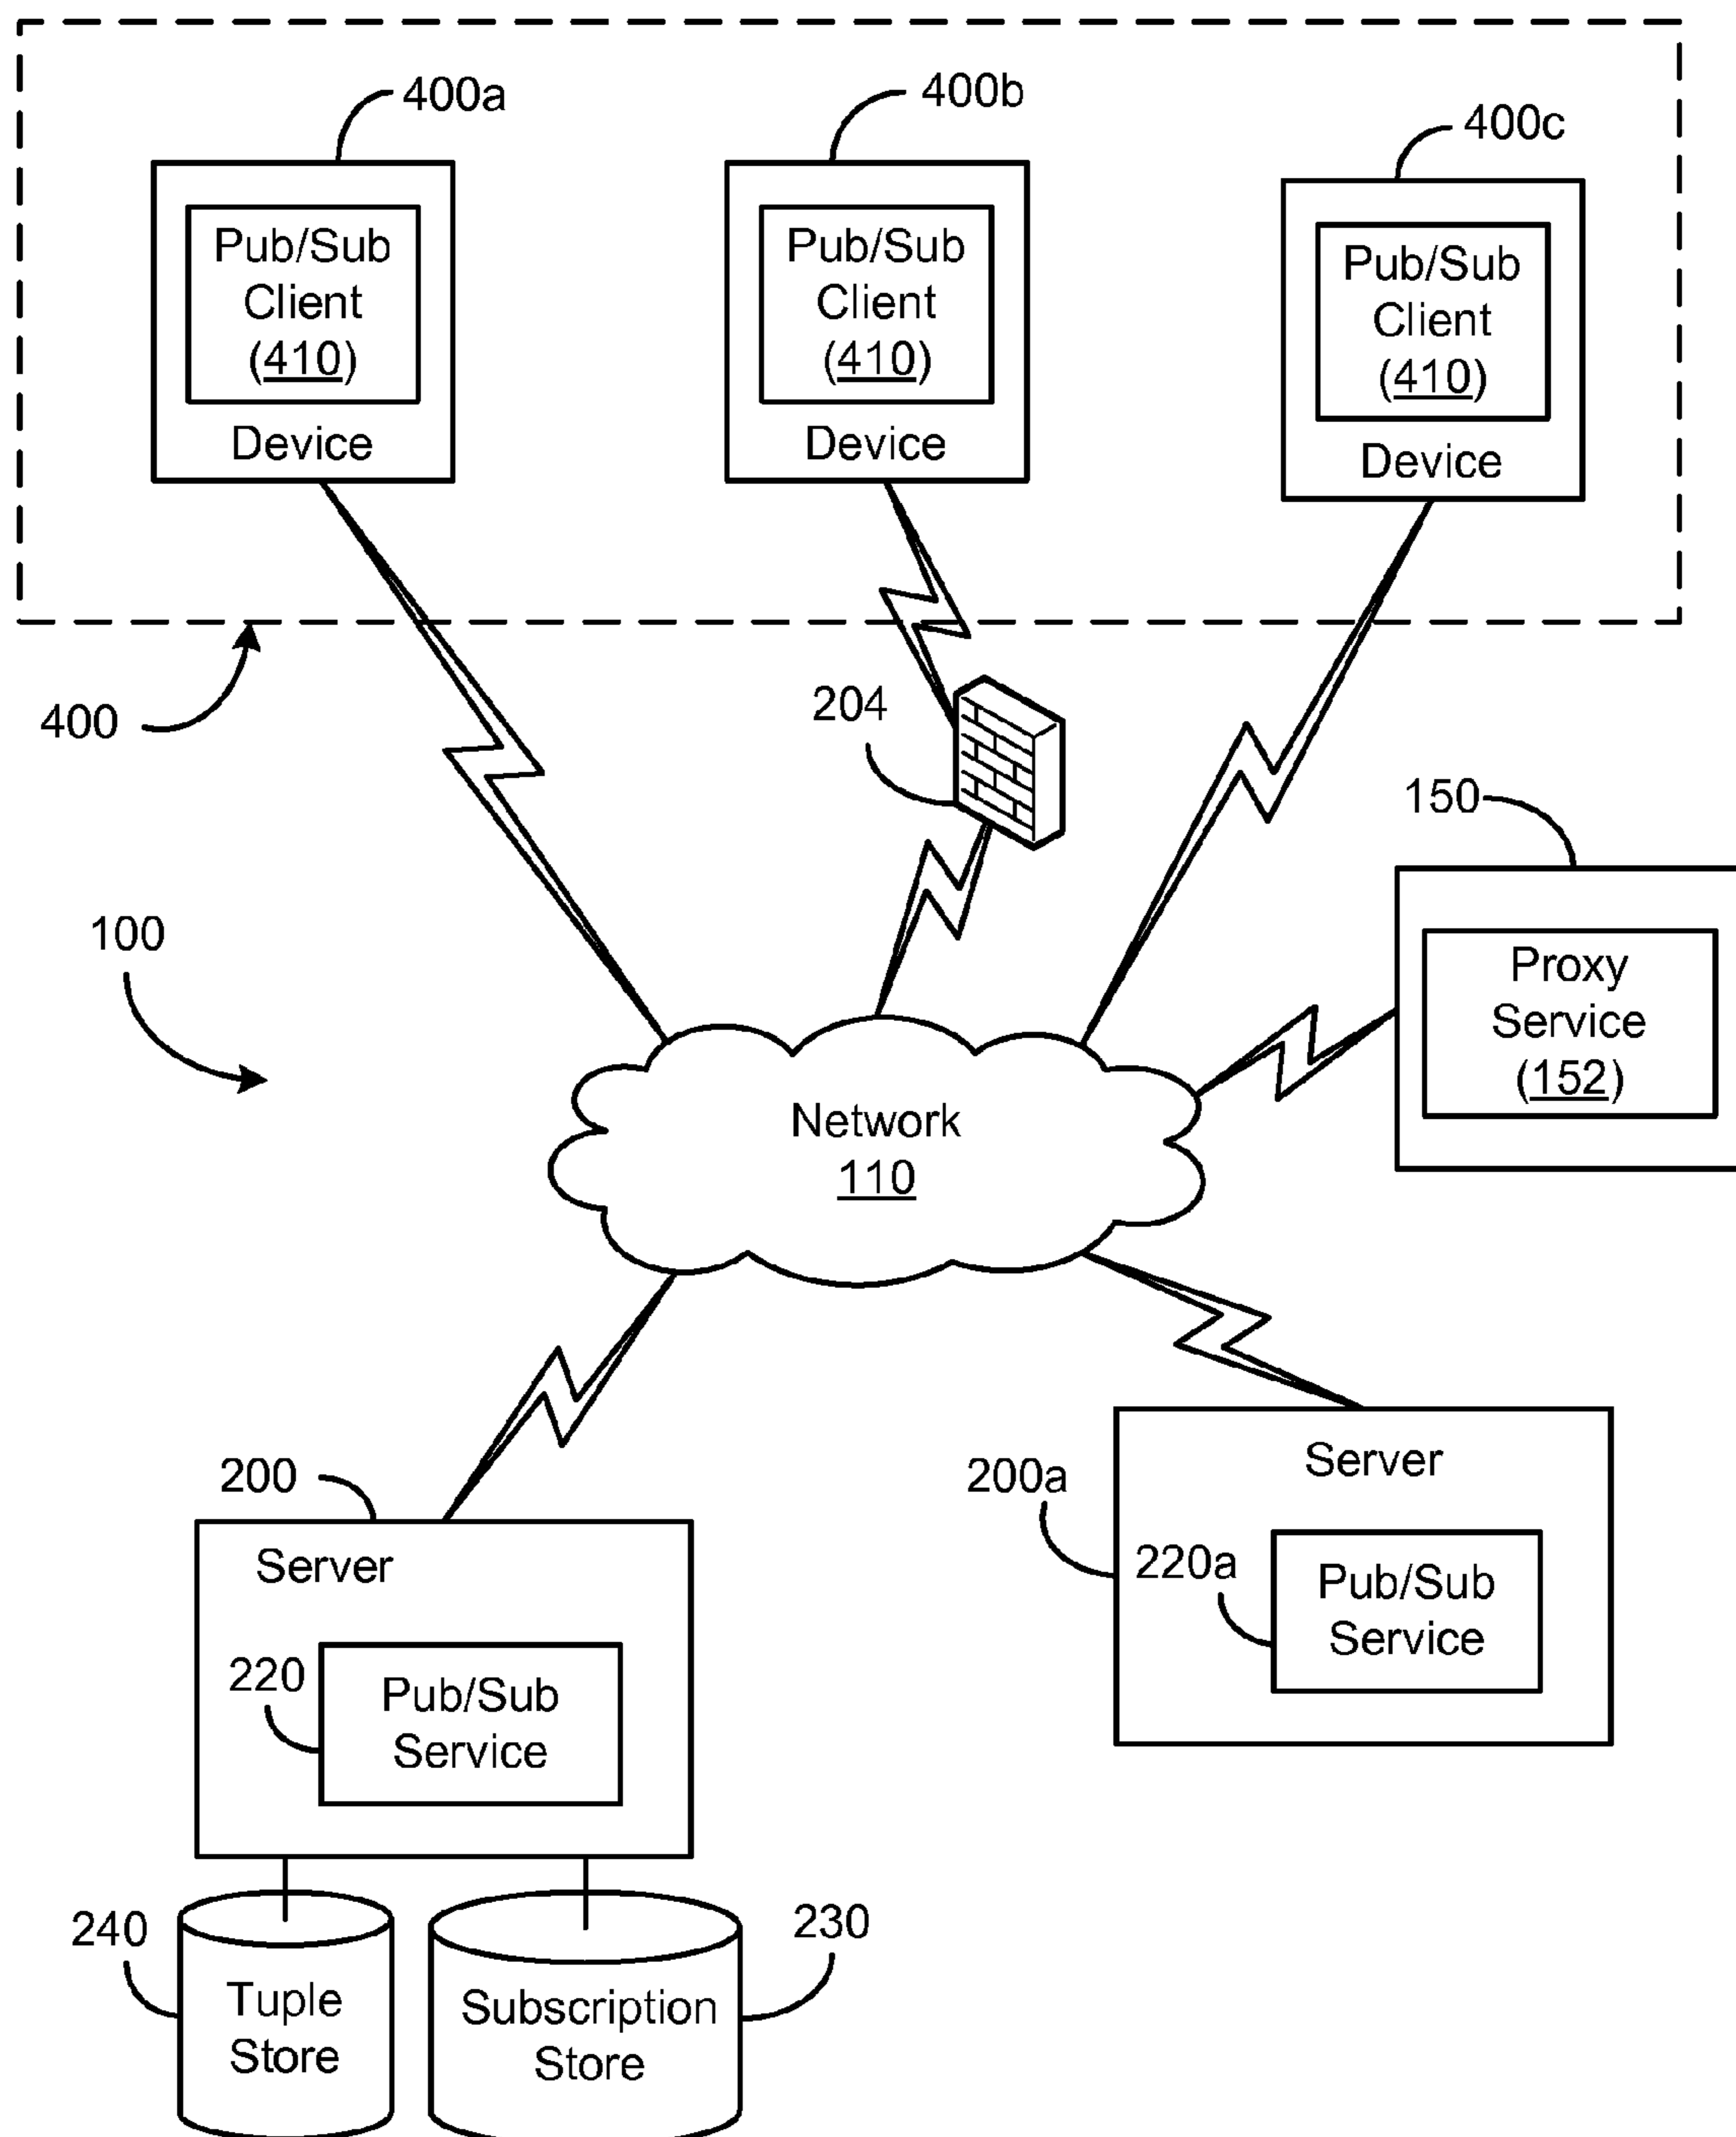 400a
400b
400c
Pub/Sub
Client
(410)
Device
Pub/Sub
Client
(410)
Device
Pub/Sub
Client
(410)
Device
400
204
150
100
Proxy
Service
(152)
Network
110
200
Server
220
Pub/Sub
Service
200a
Server
220a
Pub/Sub
Service
240
Tuple
Store
230
Subscription
Store